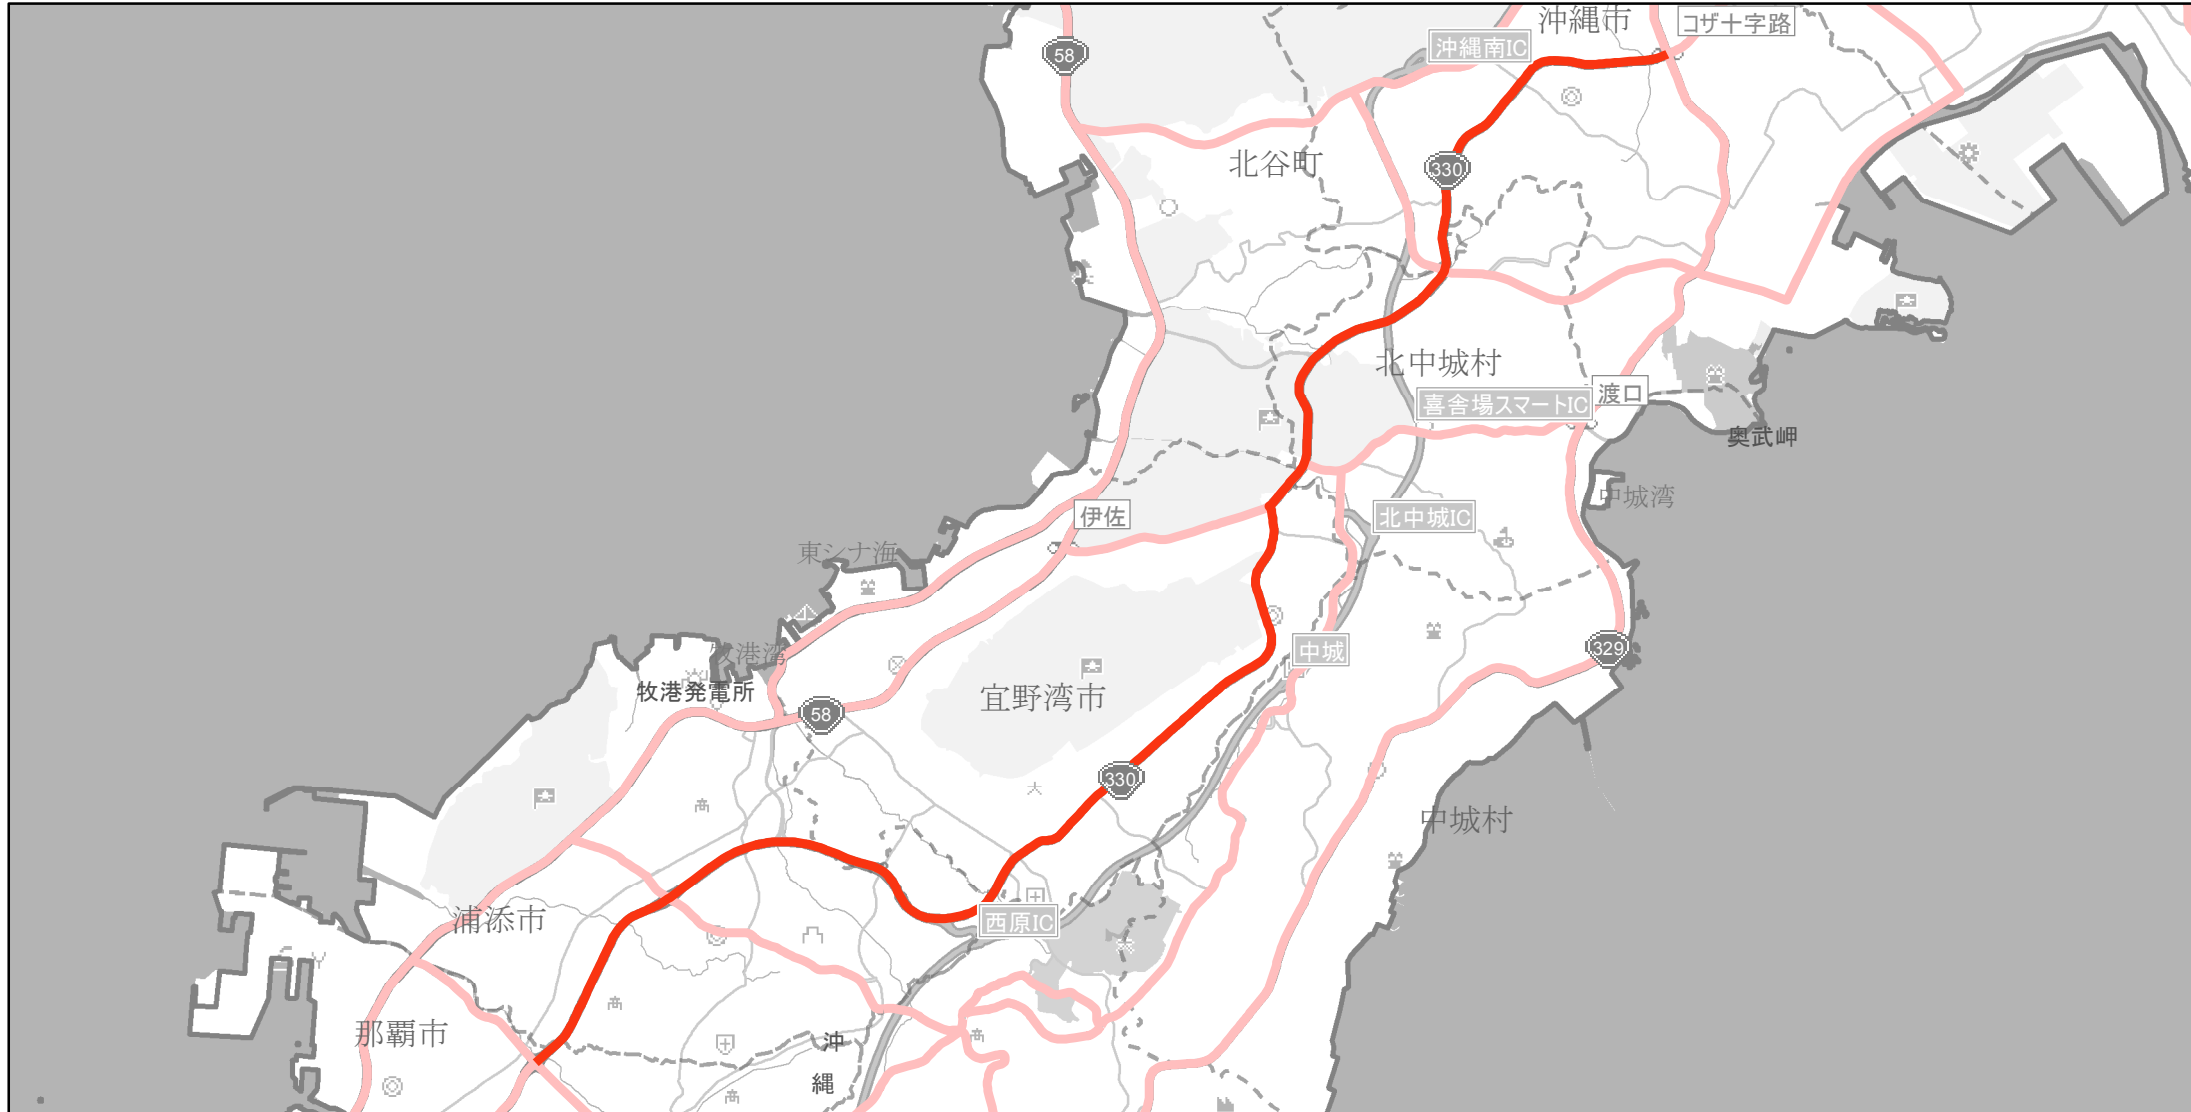 沖縄市
コザ十字路
沖縄南IC
58
北谷町
330
北中城村
喜舎場スマートIC
渡口
奥武岬
中城湾
伊佐
北中城IC
東シナ海
中城
329
牧港湾
牧港発電所
宜野湾市
58
330
中城村
浦添市
西原IC
那覇市
沖
縄